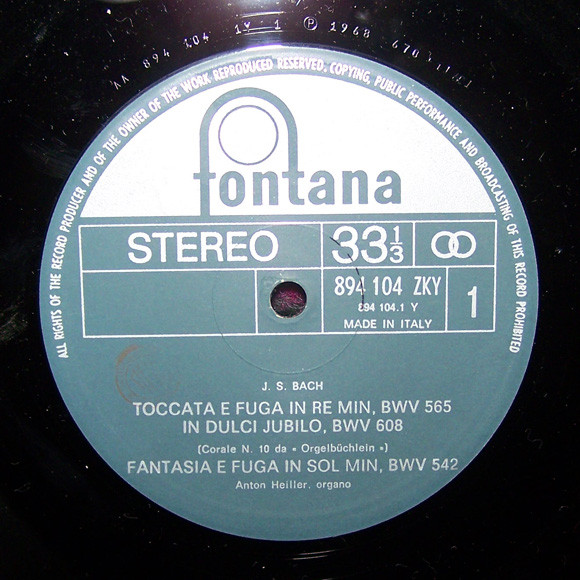 AA 894 104 1Y 1 ℗ 1968 670
ALL RIGHTS OF THE RECORD PRODUCER AND OF THE OWNER OF THE WORK REPRODUCED RESERVED. COPYING, PUBLIC PERFORMANCE AND BROADCASTING OF THIS RECORD PROHIBITED
fontana
STEREO
33 1/3
894 104 ZKY
894 104.1 Y
MADE IN ITALY
1
J. S. BACH
TOCCATA E FUGA IN RE MIN, BWV 565
IN DULCI JUBILO, BWV 608
(Corale N. 10 da « Orgelbüchlein »)
FANTASIA E FUGA IN SOL MIN, BWV 542
Anton Heiller, organo